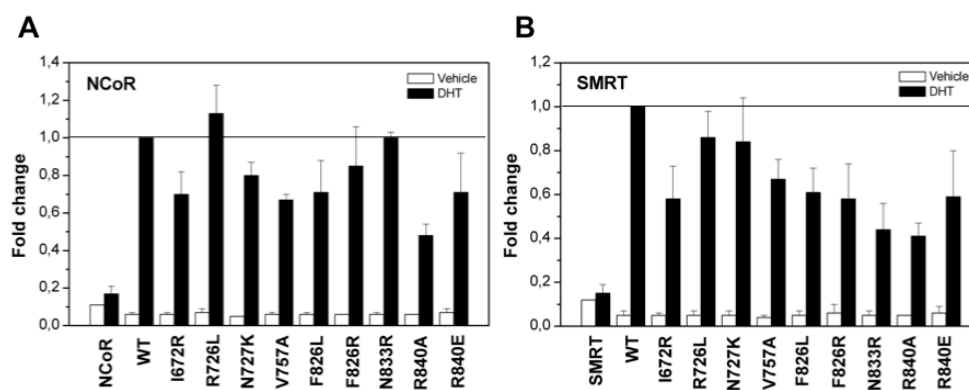 A
NCoR
Vehicle
DHT
Fold change
1,4
1,2
1,0
0,8
0,6
0,4
0,2
0,0
NCoR
WT
I672R
R726L
N727K
V757A
F826L
F826R
N833R
R840A
R840E
B
SMRT
Vehicle
DHT
Fold change
1,2
1,0
0,8
0,6
0,4
0,2
0,0
SMRT
WT
I672R
R726L
N727K
V757A
F826L
F826R
N833R
R840A
R840E